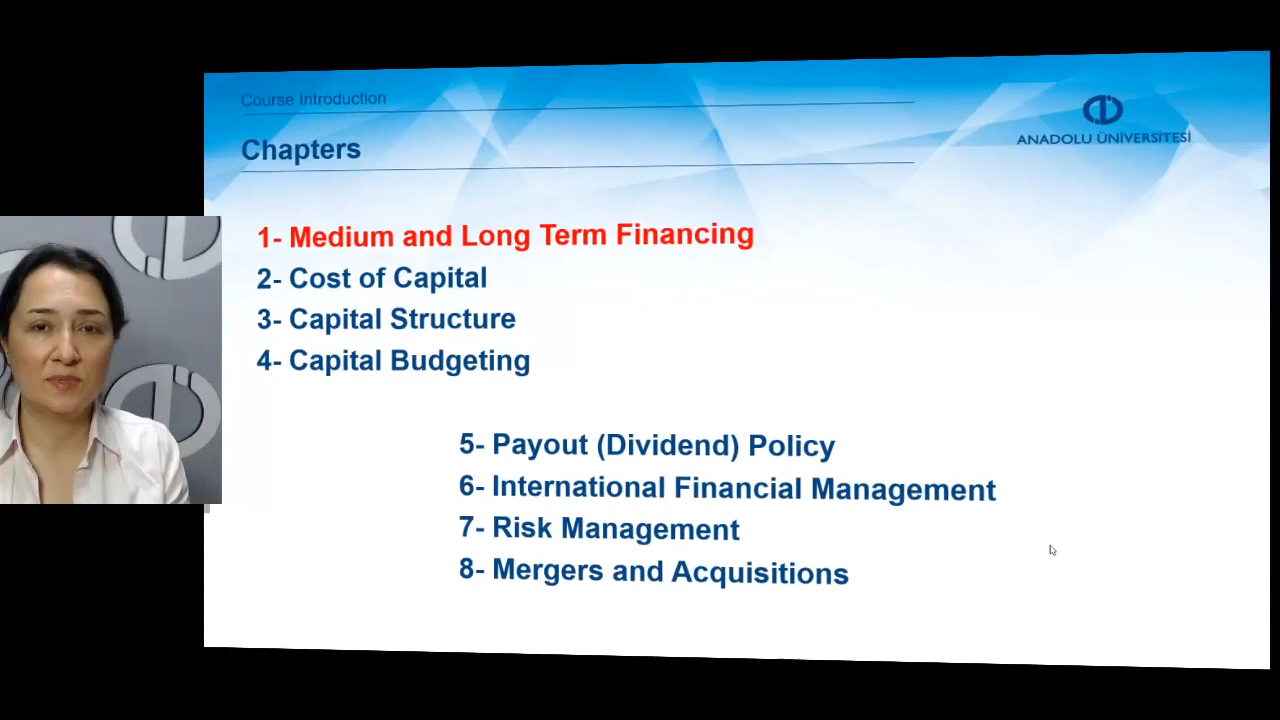 Course Introduction
Chapters
ANADOLU ÜNİVERSİTESİ
1- Medium and Long Term Financing
2- Cost of Capital
3- Capital Structure
4- Capital Budgeting
5- Payout (Dividend) Policy
6- International Financial Management
7- Risk Management
8- Mergers and Acquisitions